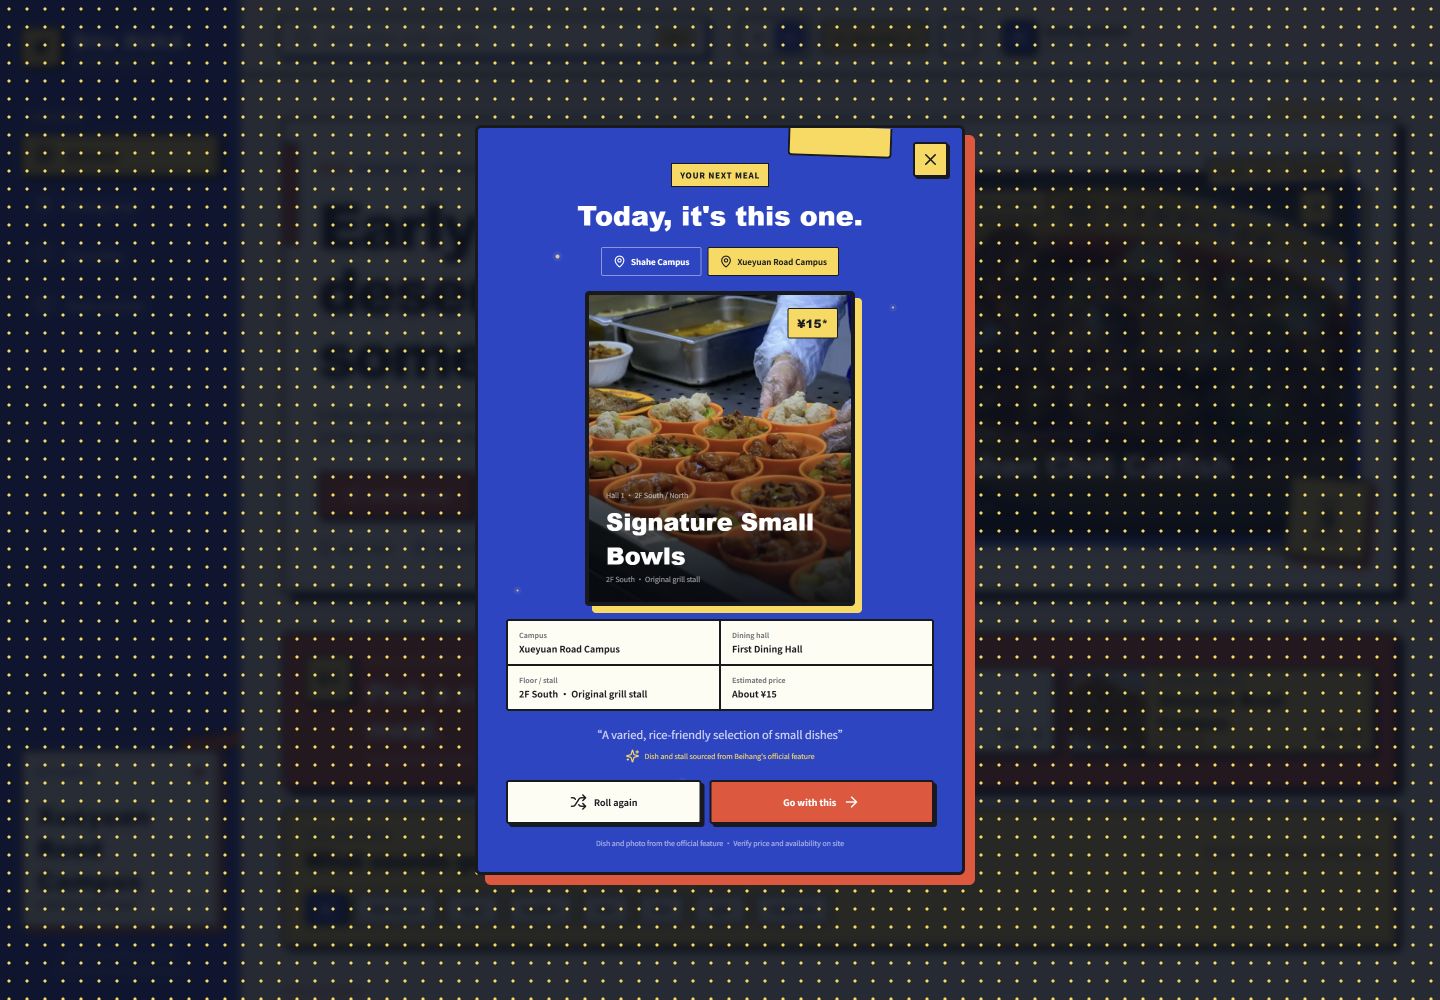 YOUR NEXT MEAL
Today, it's this one.
Shahe Campus
Xueyuan Road Campus
¥15*
Hall 1 • 2F South / North
Signature Small
Bowls
2F South • Original grill stall
Campus
Xueyuan Road Campus
Dining hall
First Dining Hall
Floor / stall
2F South • Original grill stall
Estimated price
About ¥15
“A varied, rice-friendly selection of small dishes”
Dish and stall sourced from Beihang's official feature
Roll again
Go with this
Dish and photo from the official feature • Verify price and availability on site
Early